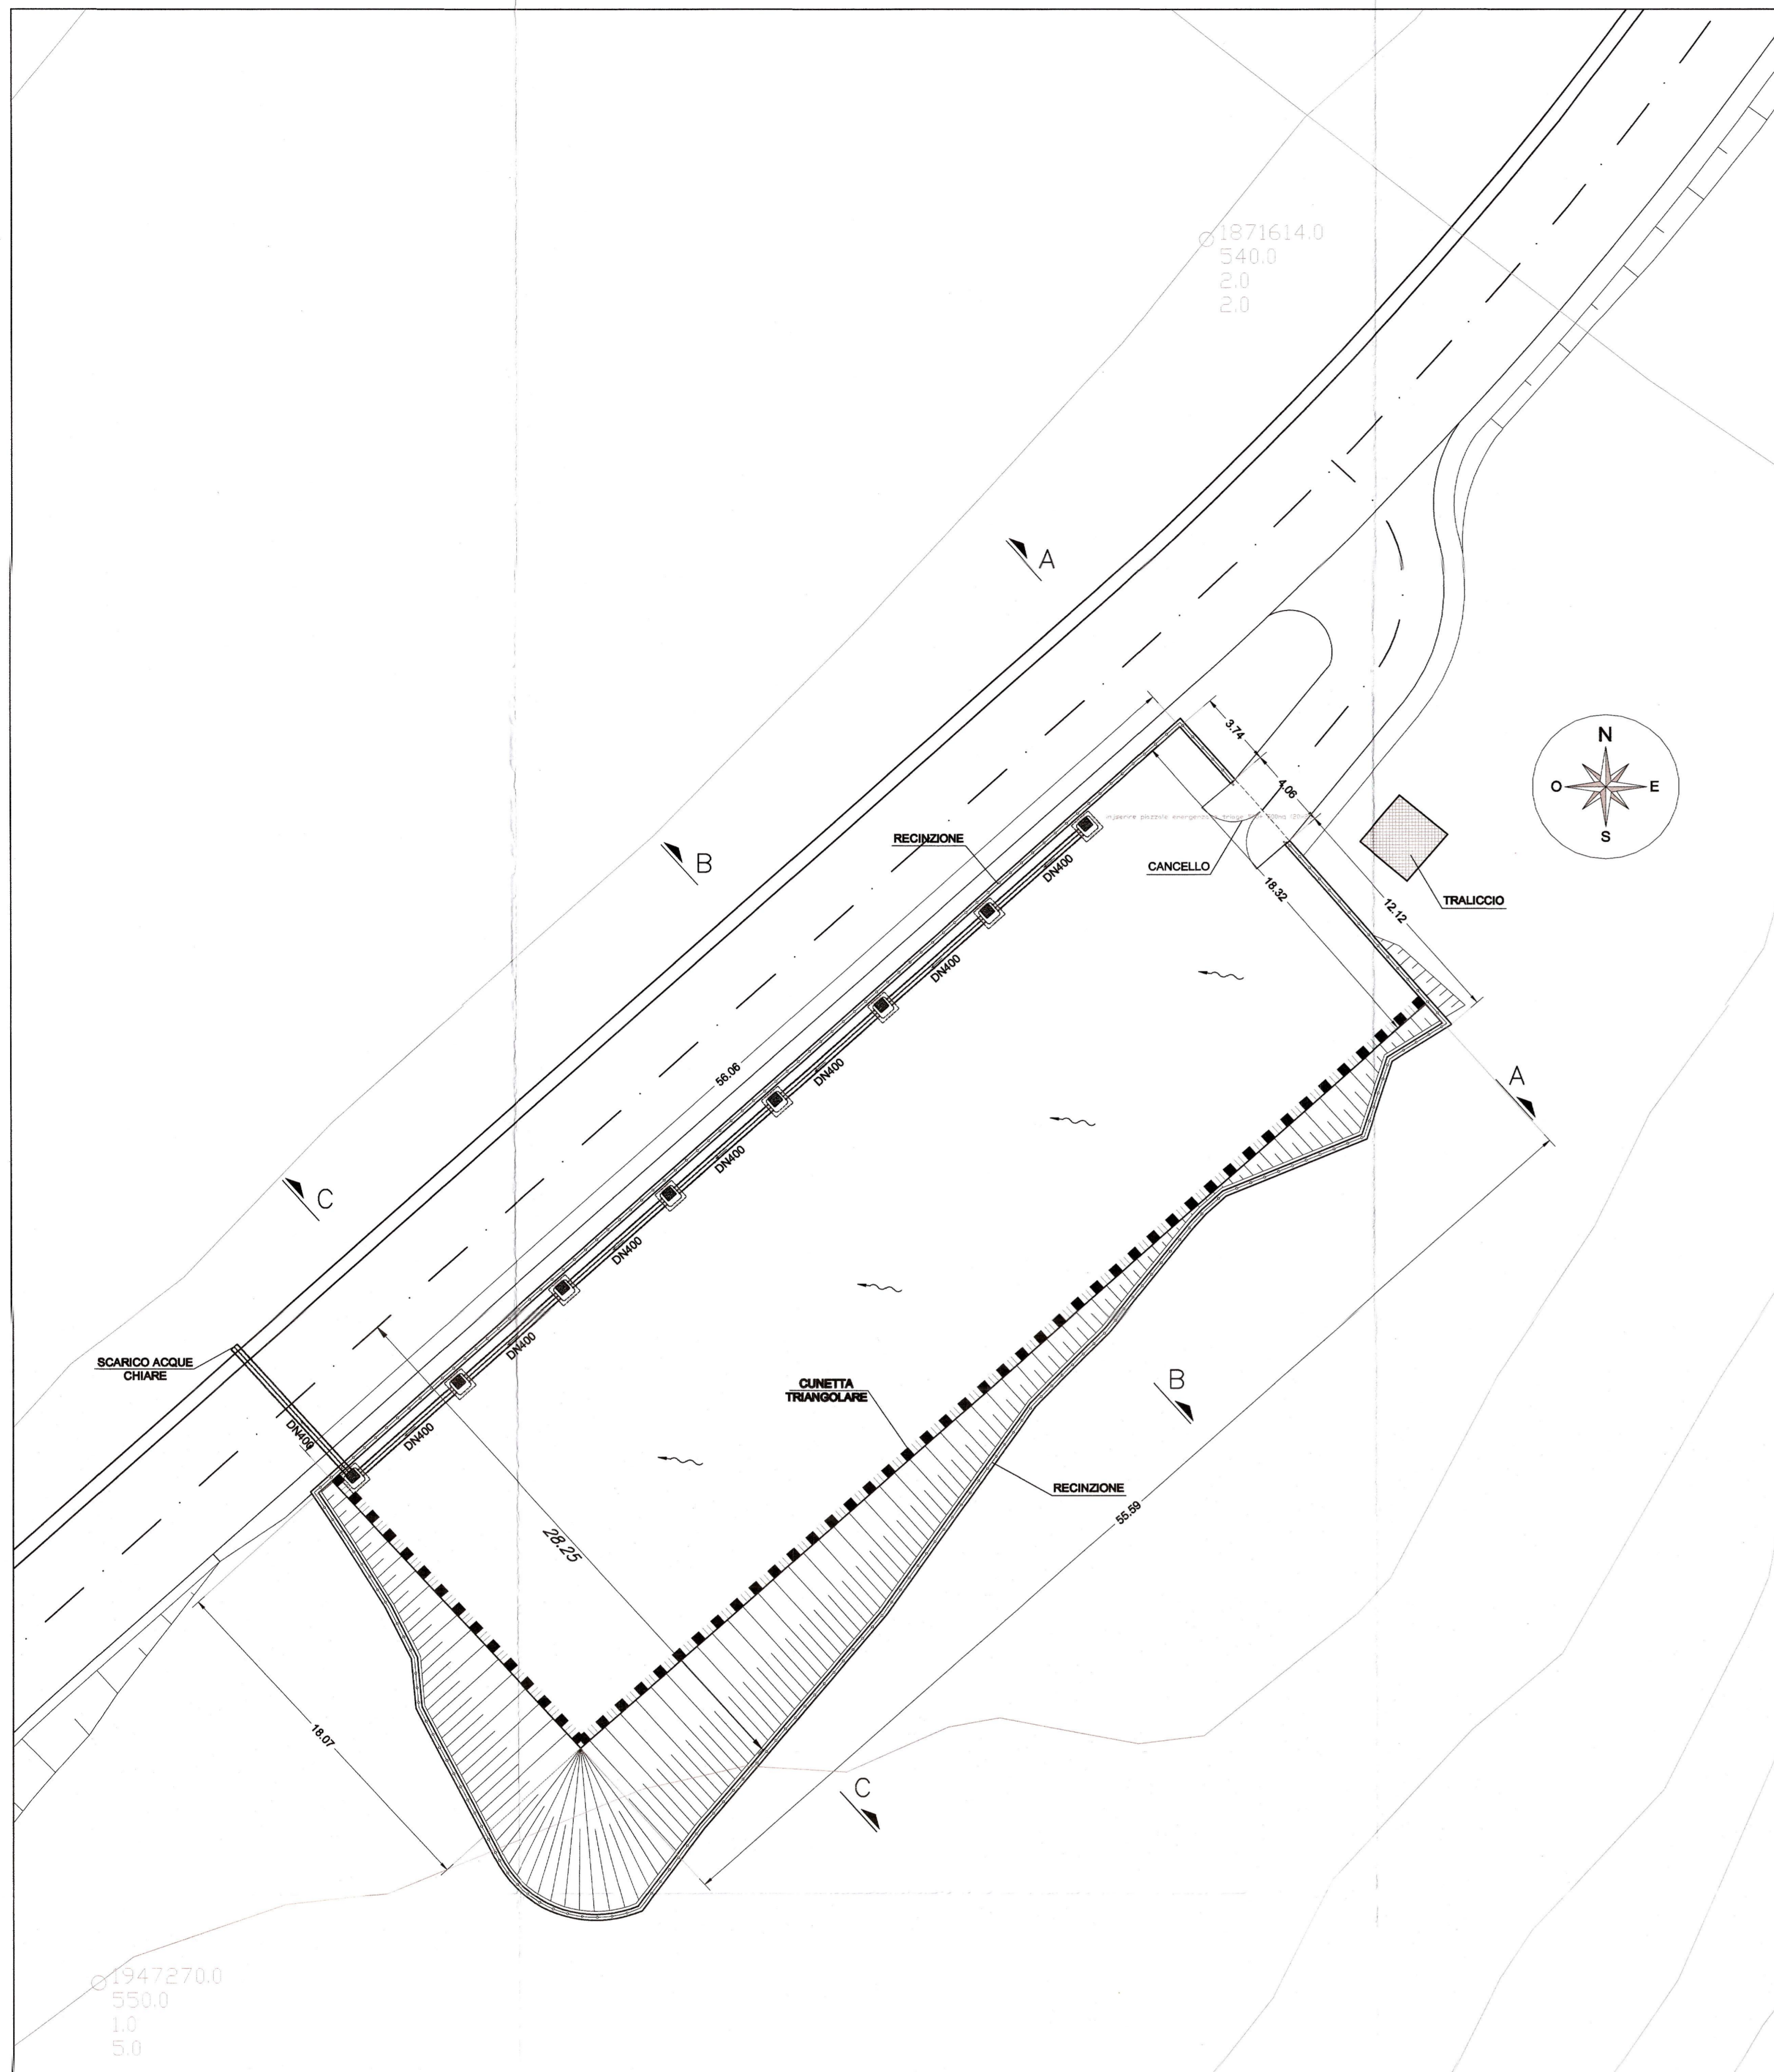 1871614.0
540.0
2.0
2.0
A
N
O
E
S
3.74
4.06
RECINZIONE
B
CANCELLO
DN400
18.32
12.12
TRALICCIO
DN400
56.06
DN400
A
DN400
C
DN400
SCARICO ACQUE
CHIARE
DN400
CUNETTA
TRIANGOLARE
B
DN400
DN400
RECINZIONE
55.59
28.25
18.07
C
1947270.0
550.0
1.0
5.0